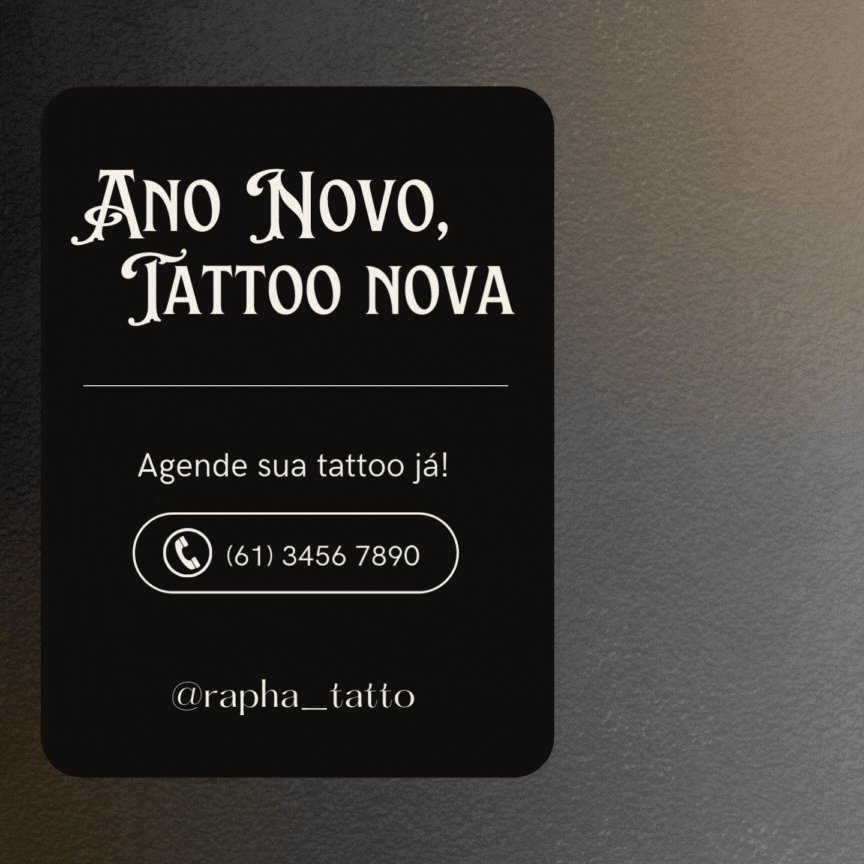 Ano Novo,
Tattoo nova
Agende sua tattoo já!
(61) 3456 7890
@rapha_tatto